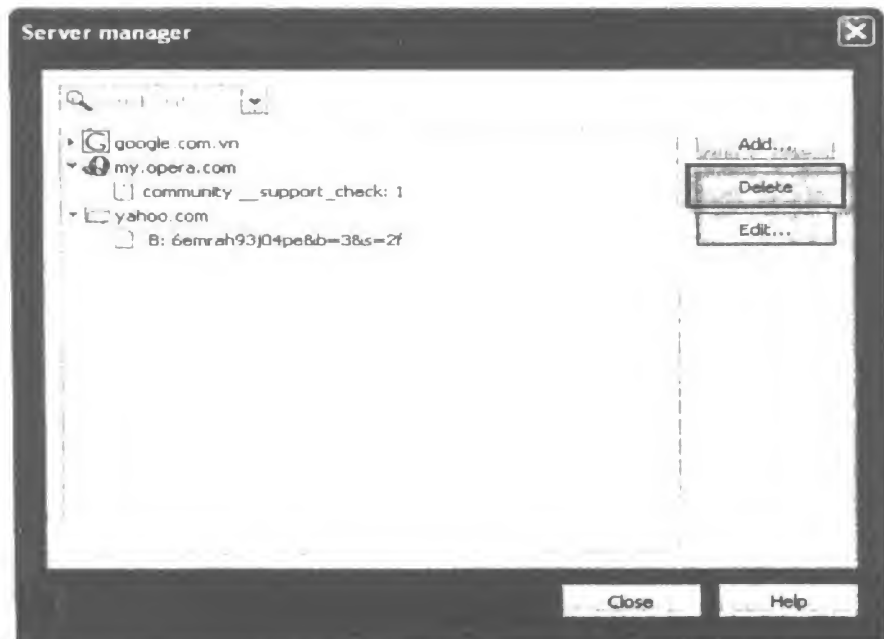 Server manager
google.com.vn
Add...
my.opera.com
Delete
community __support_check: 1
yahoo.com
Edit...
B: 6emrah93j04pe&b=3&s=2f
Close
Help